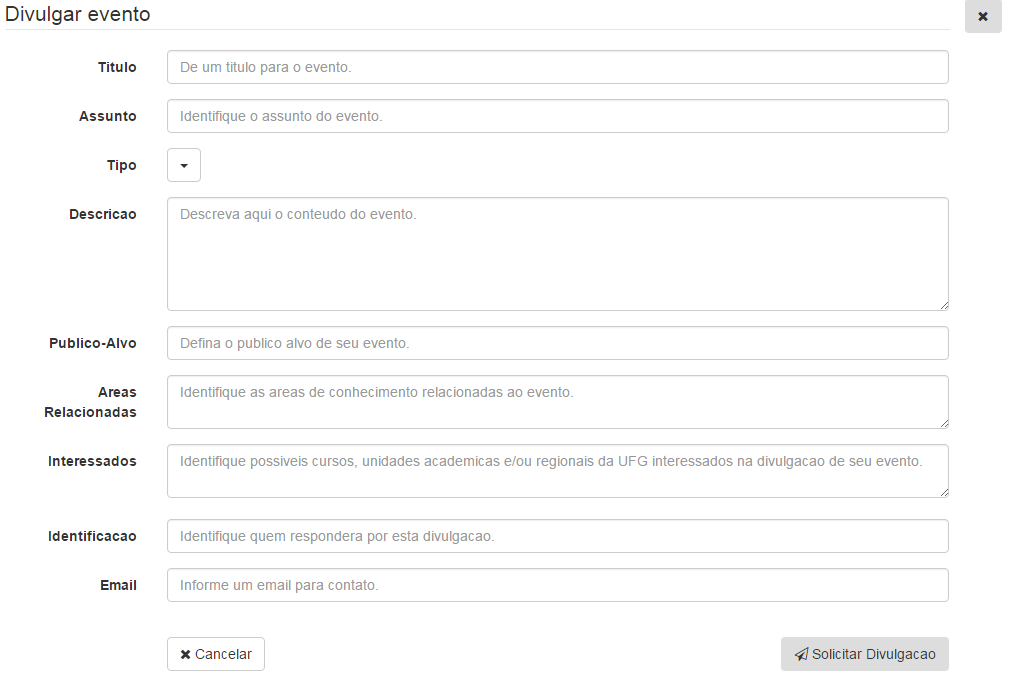 Divulgar evento
Titulo De um titulo para o evento.
Assunto Identifique o assunto do evento.
Tipo
Descricao Descreva aqui o conteudo do evento.
Publico-Alvo Defina o publico alvo de seu evento.
Areas Identifique as areas de conhecimento relacionadas ao evento.
Relacionadas
Interessados Identifique possiveis cursos, unidades academicas e/ou regionais da UFG interessados na divulgacao de seu evento.
Identificacao Identifique quem respondera por esta divulgacao.
Email Informe um email para contato.
Cancelar Solicitar Divulgacao